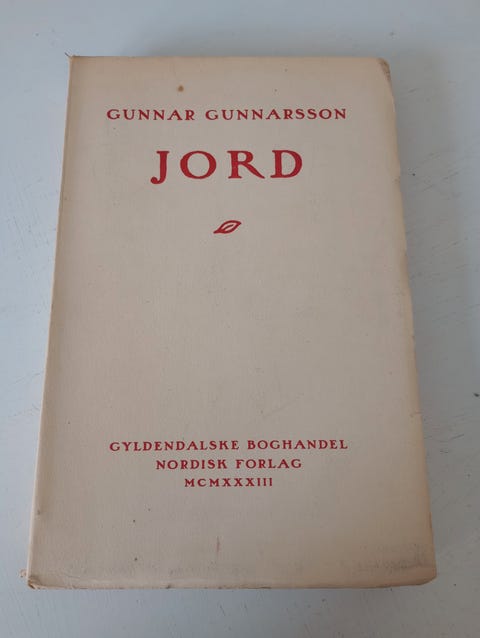 GUNNAR GUNNARSSON
JORD
GYLDENDALSKE BOGHANDEL
NORDISK FORLAG
MCMXXXIII